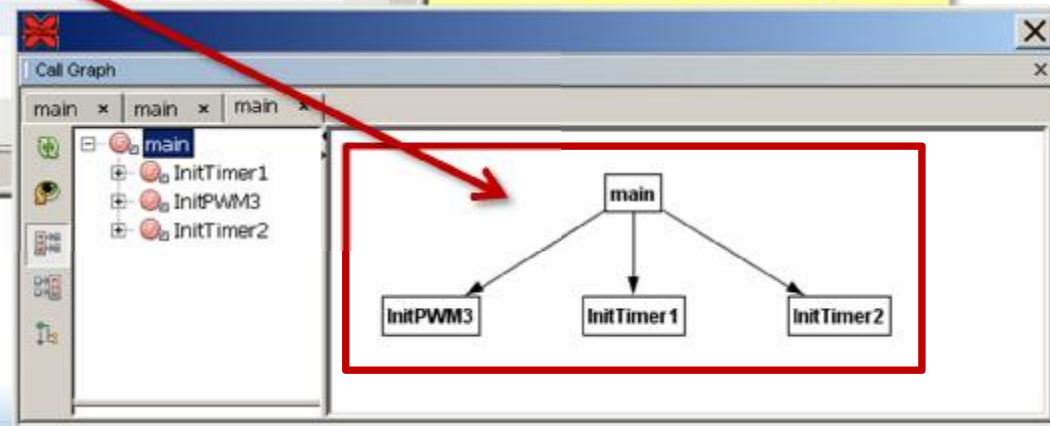 Call Graph
main main main
main
InitTimer1
InitPWM3
InitTimer2
main
InitPWM3 InitTimer1 InitTimer2